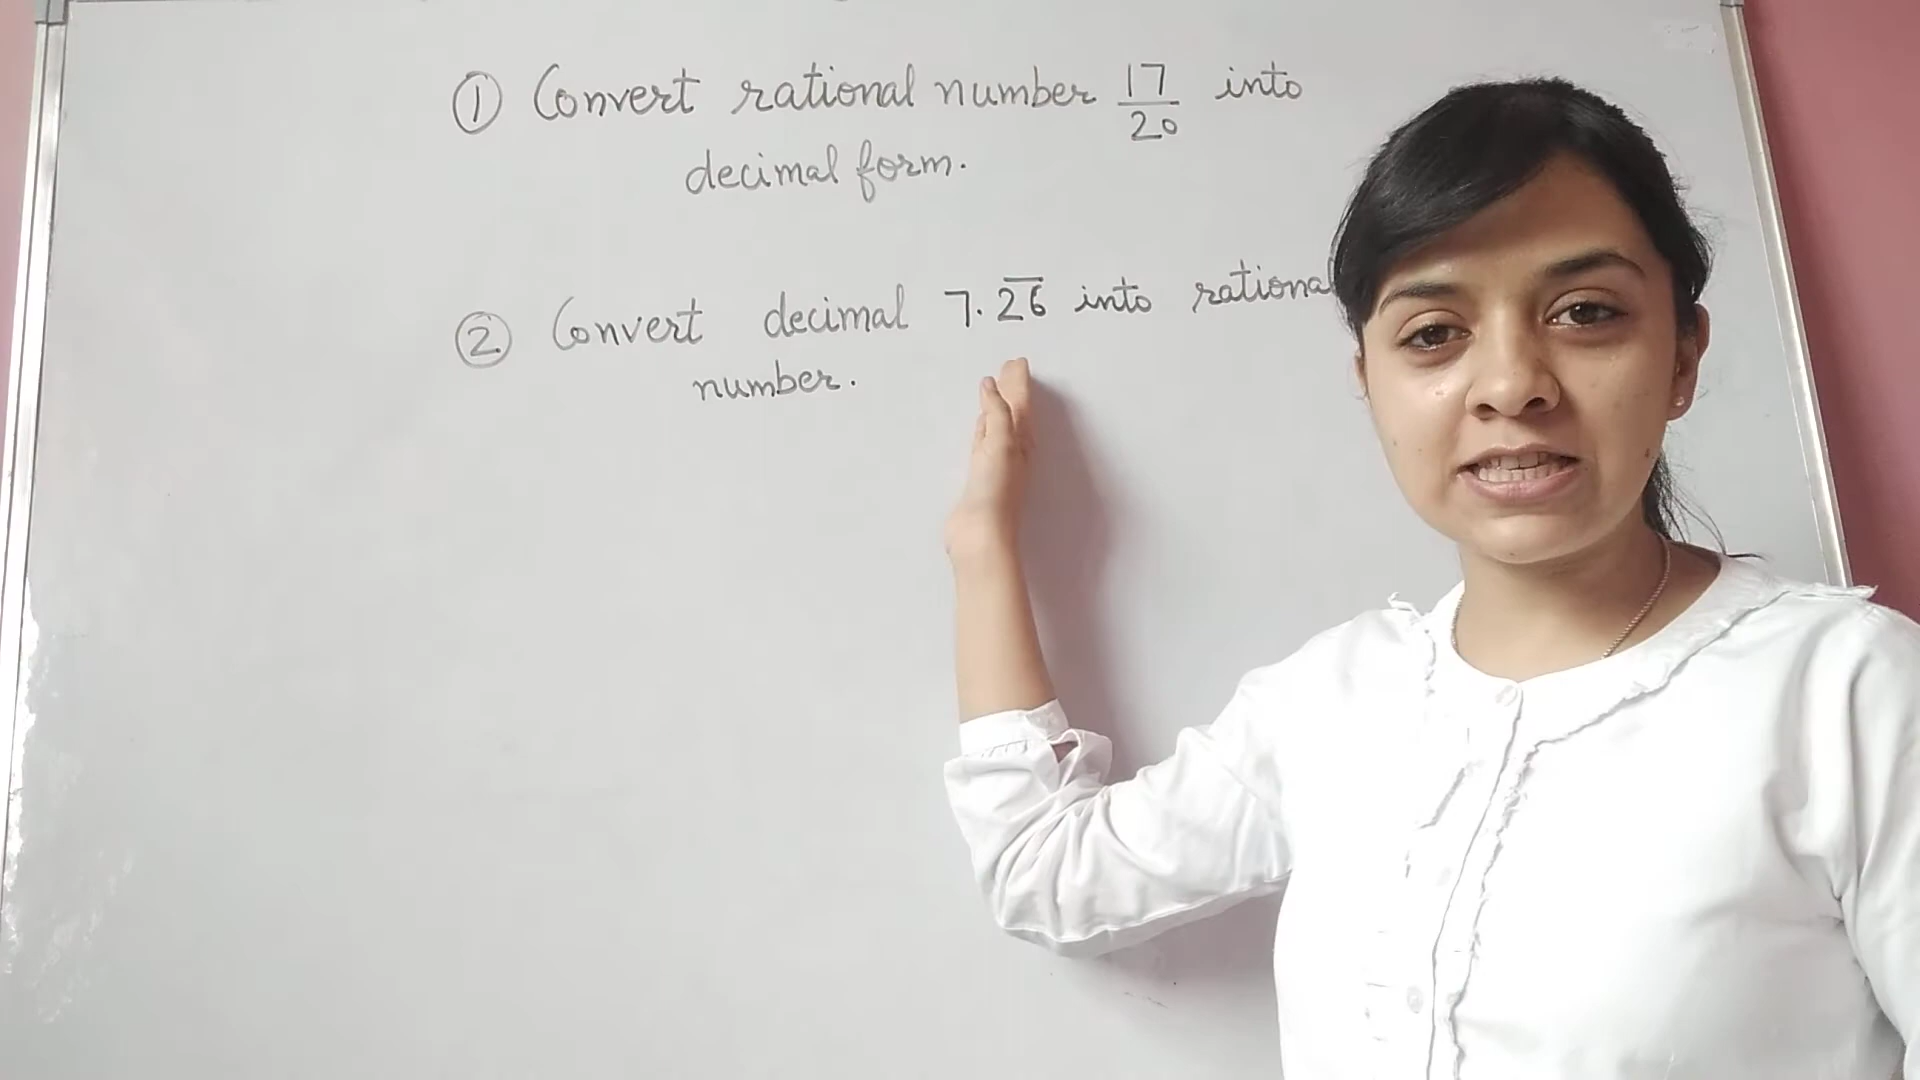 ① Convert rational number 17/20 into
decimal form.
② Convert decimal 7.2̅6̅ into rational
number.